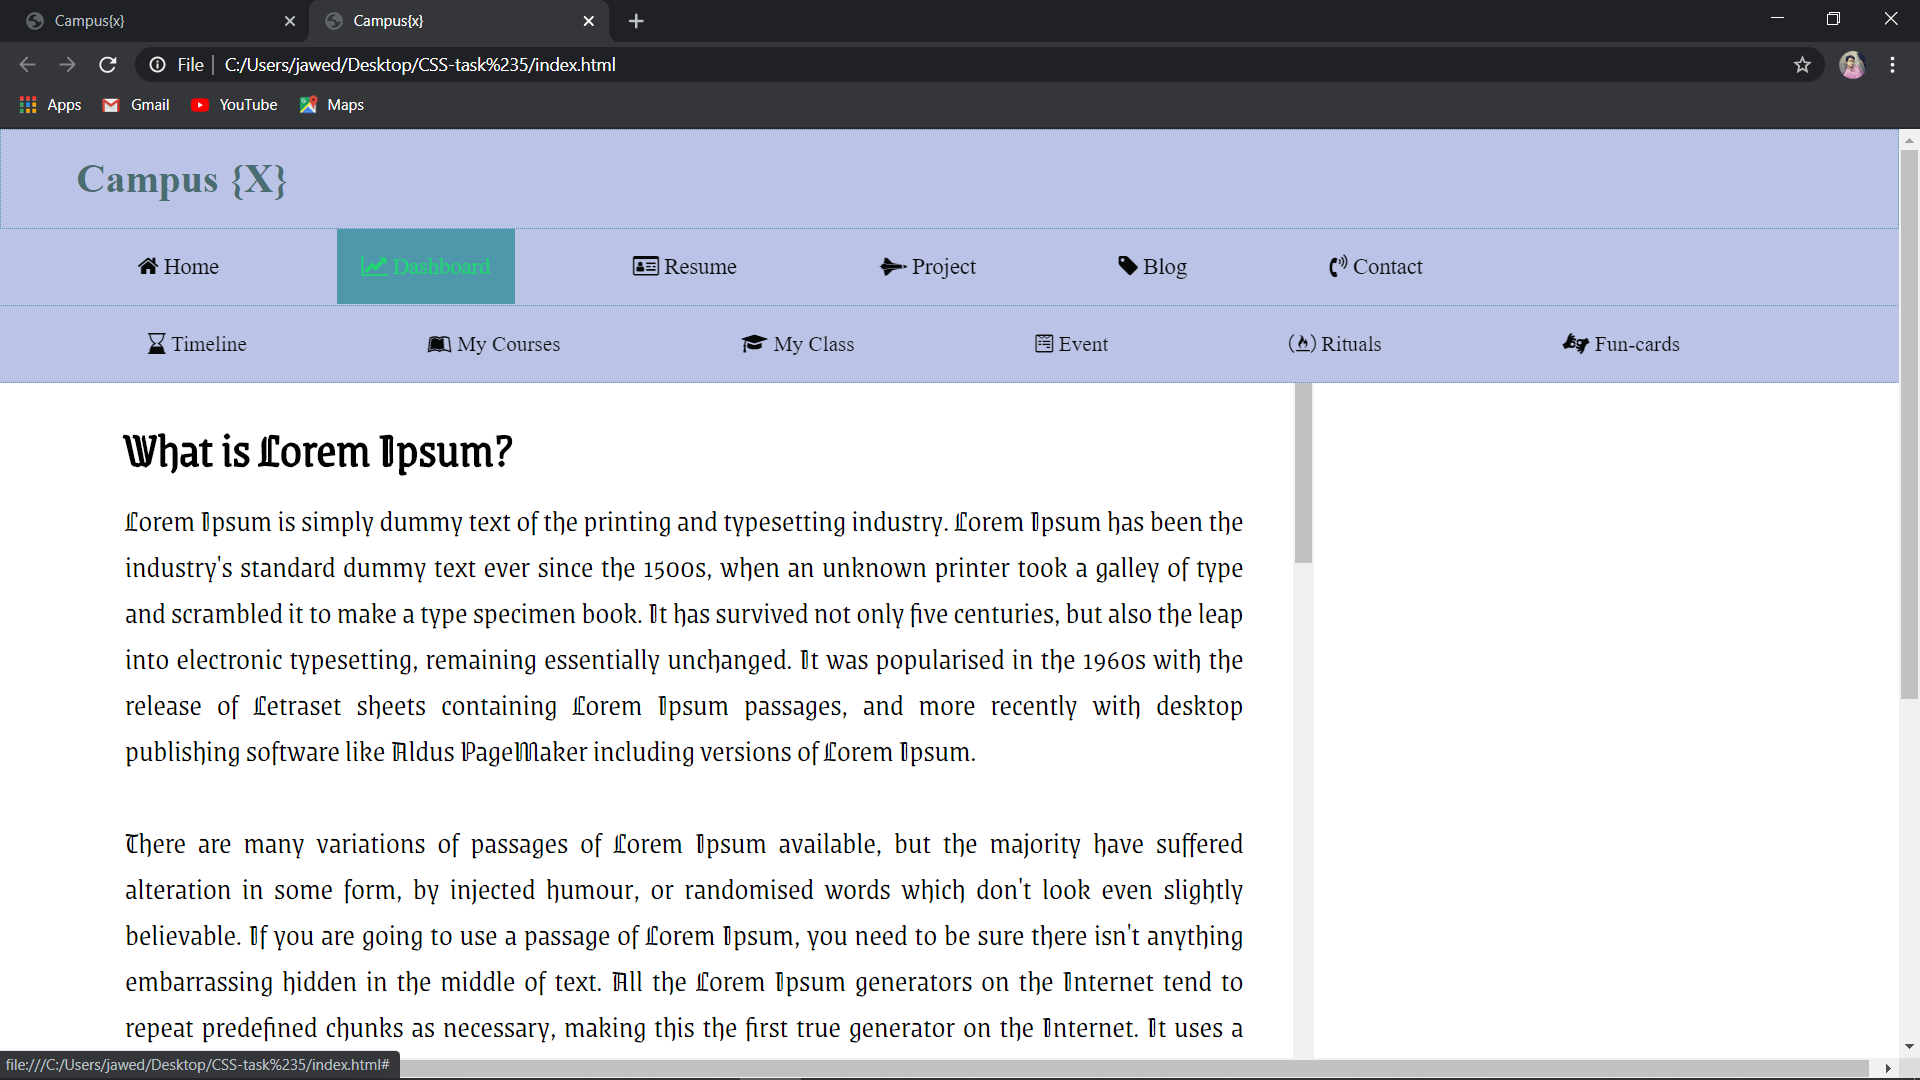 Campus{x}
Campus{x}
File
C:/Users/jawed/Desktop/CSS-task%235/index.html
Apps
Gmail
YouTube
Maps
Campus {X}
Home
Dashboard
Resume
Project
Blog
Contact
Timeline
My Courses
My Class
Event
Rituals
Fun-cards
What is Lorem Ipsum?
Lorem Ipsum is simply dummy text of the printing and typesetting industry. Lorem Ipsum has been the
industry's standard dummy text ever since the 1500s, when an unknown printer took a galley of type
and scrambled it to make a type specimen book. It has survived not only five centuries, but also the leap
into electronic typesetting, remaining essentially unchanged. It was popularised in the 1960s with the
release of Letraset sheets containing Lorem Ipsum passages, and more recently with desktop
publishing software like Aldus PageMaker including versions of Lorem Ipsum.
There are many variations of passages of Lorem Ipsum available, but the majority have suffered
alteration in some form, by injected humour, or randomised words which don't look even slightly
believable. If you are going to use a passage of Lorem Ipsum, you need to be sure there isn't anything
embarrassing hidden in the middle of text. All the Lorem Ipsum generators on the Internet tend to
repeat predefined chunks as necessary, making this the first true generator on the Internet. It uses a
file:///C:/Users/jawed/Desktop/CSS-task%235/index.html#